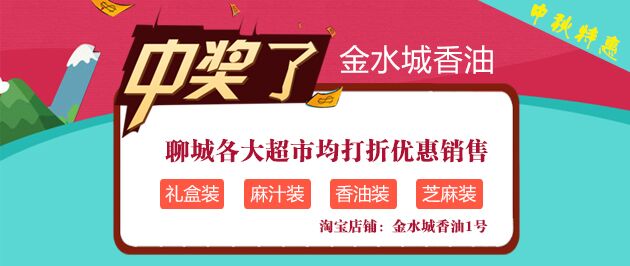 中秋特惠
中奖了
金水城香油
聊城各大超市均打折优惠销售
礼盒装 麻汁装 香油装 芝麻装
淘宝店铺：金水城香油1号